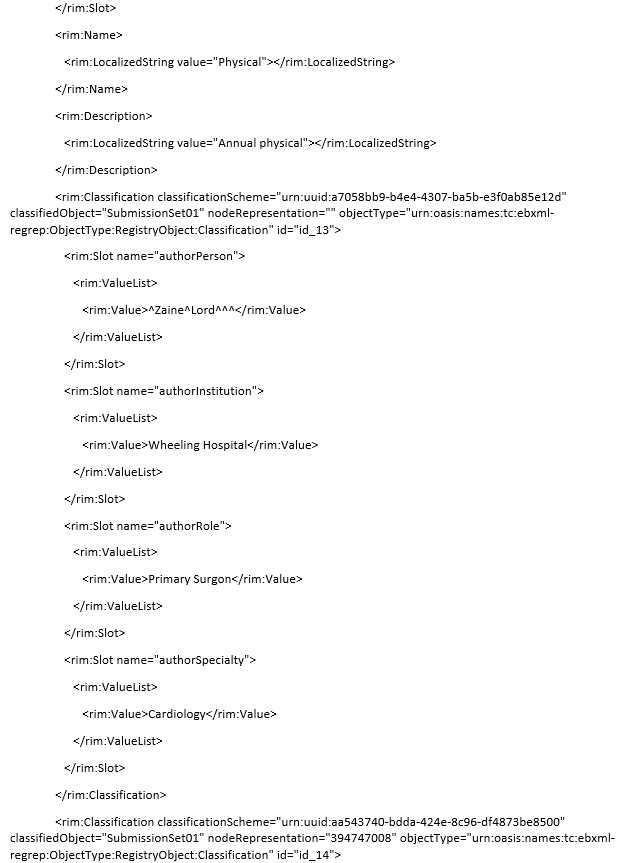 </rim:Slot>
<rim:Name>
<rim:LocalizedString value="Physical"></rim:LocalizedString>
</rim:Name>
<rim:Description>
<rim:LocalizedString value="Annual physical"></rim:LocalizedString>
</rim:Description>
<rim:Classification classificationScheme="urn:uuid:a7058bb9-b4e4-4307-ba5b-e3f0ab85e12d"
classifiedObject="SubmissionSet01" nodeRepresentation="" objectType="urn:oasis:names:tc:ebxml-
regrep:ObjectType:RegistryObject:Classification" id="id_13">
<rim:Slot name="authorPerson">
<rim:ValueList>
<rim:Value>^Zaine^Lord^^^</rim:Value>
</rim:ValueList>
</rim:Slot>
<rim:Slot name="authorInstitution">
<rim:ValueList>
<rim:Value>Wheeling Hospital</rim:Value>
</rim:ValueList>
</rim:Slot>
<rim:Slot name="authorRole">
<rim:ValueList>
<rim:Value>Primary Surgon</rim:Value>
</rim:ValueList>
</rim:Slot>
<rim:Slot name="authorSpecialty">
<rim:ValueList>
<rim:Value>Cardiology</rim:Value>
</rim:ValueList>
</rim:Slot>
</rim:Classification>
<rim:Classification classificationScheme="urn:uuid:aa543740-bdda-424e-8c96-df4873be8500"
classifiedObject="SubmissionSet01" nodeRepresentation="394747008" objectType="urn:oasis:names:tc:ebxml-
regrep:ObjectType:RegistryObject:Classification" id="id_14">